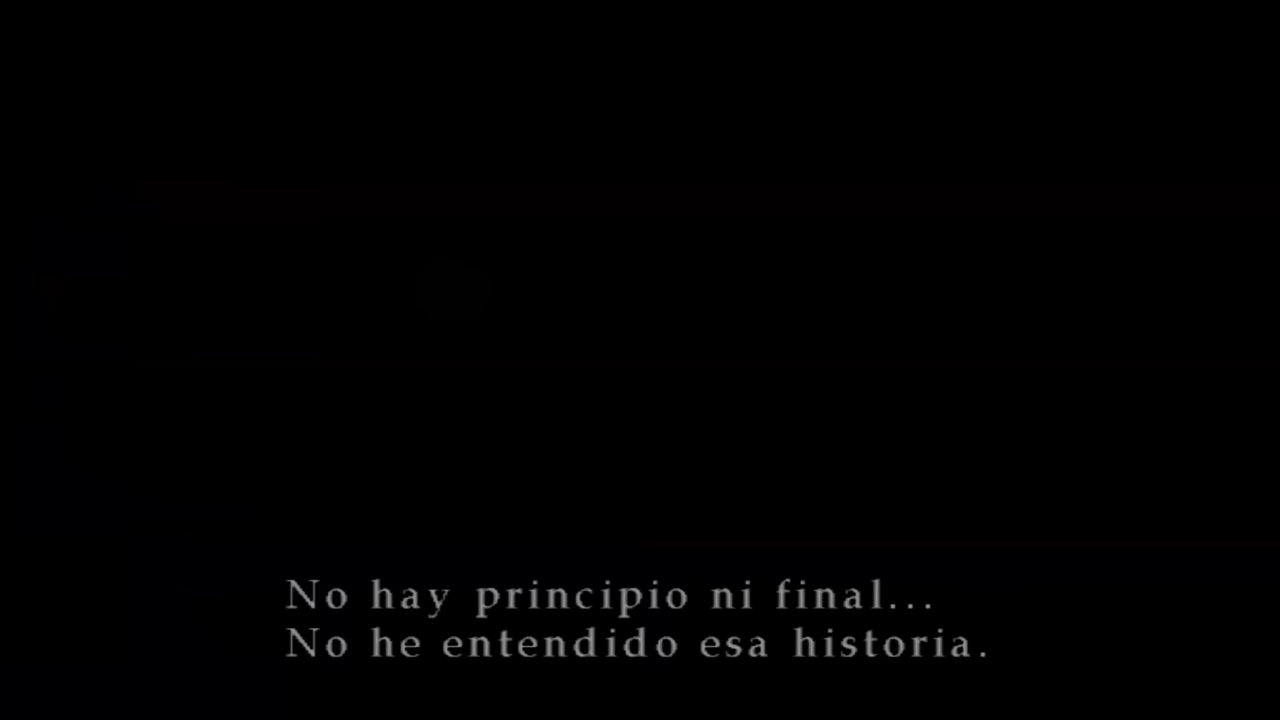 No hay principio ni final...
No he entendido esa historia.